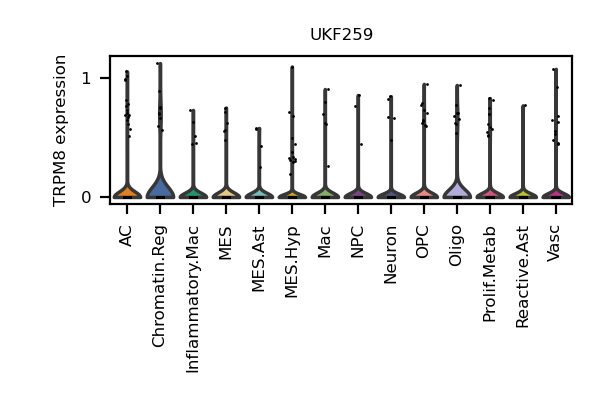 UKF259
TRPM8 expression
1
0
AC
Chromatin.Reg
Inflammatory.Mac
MES
MES.Ast
MES.Hyp
Mac
NPC
Neuron
OPC
Oligo
Prolif.Metab
Reactive.Ast
Vasc